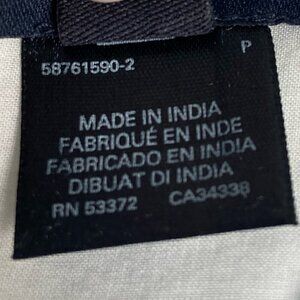 P
58761590-2
MADE IN INDIA
FABRIQUÉ EN INDE
FABRICADO EN INDIA
DIBUAT DI INDIA
RN 53372 CA34338